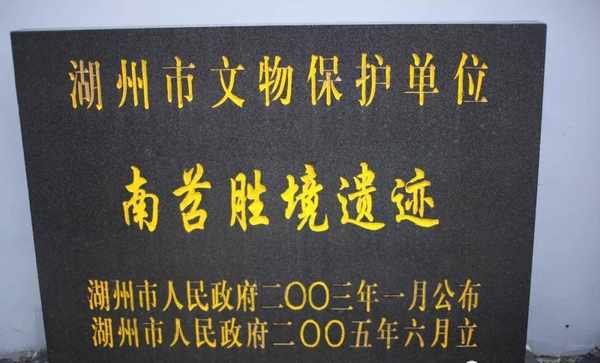 湖州市文物保护单位
南苕胜境遗迹
湖州市人民政府二〇〇三年一月公布
湖州市人民政府二〇〇五年六月立